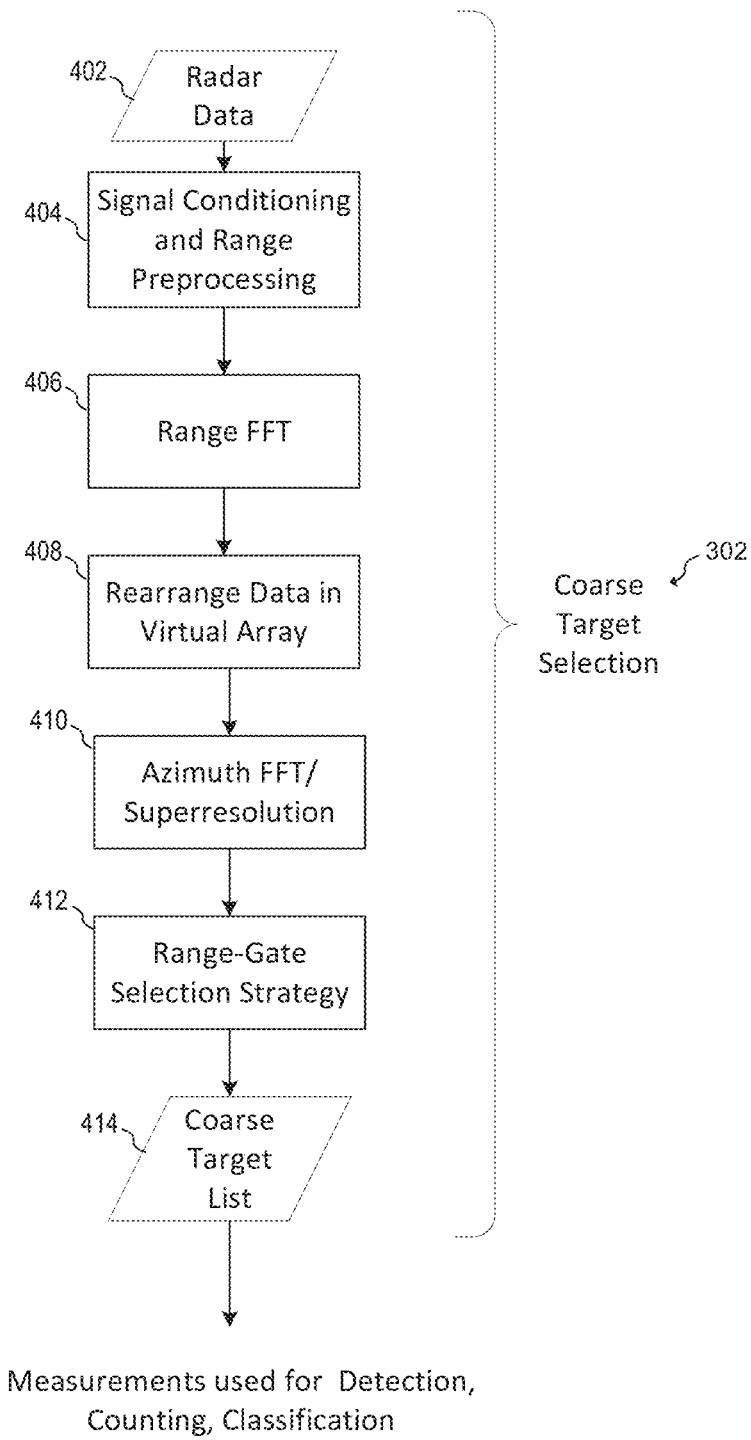 402
Radar
Data
404
Signal Conditioning
and Range
Preprocessing
406
Range FFT
408
Rearrange Data in
Virtual Array
410
Azimuth FFT/
Superresolution
412
Range-Gate
Selection Strategy
414
Coarse
Target
List
302
Coarse
Target
Selection
Measurements used for Detection,
Counting, Classification